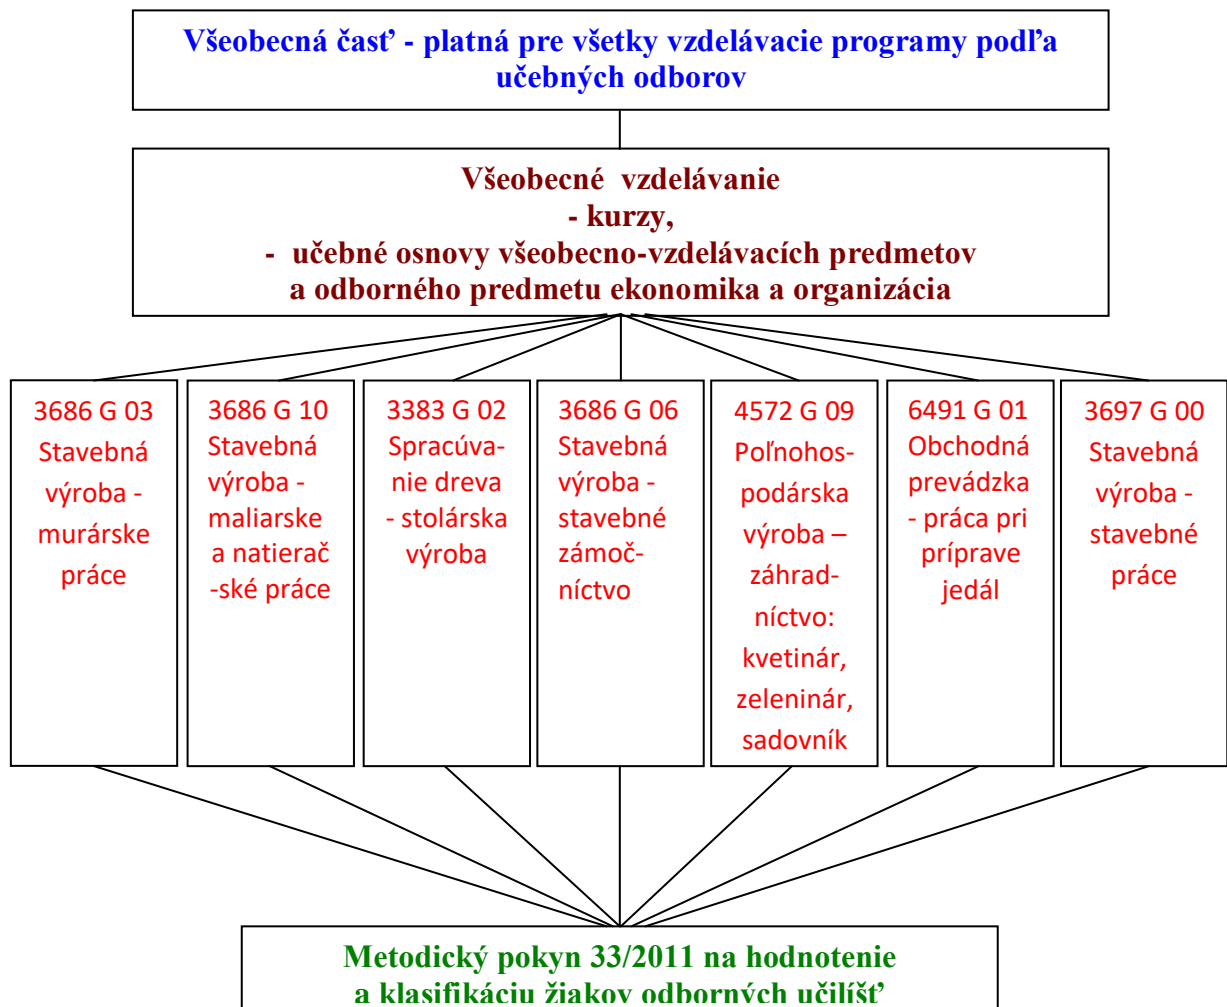 Všeobecná časť - platná pre všetky vzdelávacie programy podľa
učebných odborov
Všeobecné vzdelávanie
- kurzy,
- učebné osnovy všeobecno-vzdelávacích predmetov
a odborného predmetu ekonomika a organizácia
3686 G 03
Stavebná
výroba -
murárske
práce
3686 G 10
Stavebná
výroba -
maliarske
a natierač
-ské práce
3383 G 02
Spracúva-
nie dreva
- stolárska
výroba
3686 G 06
Stavebná
výroba -
stavebné
zámoč-
níctvo
4572 G 09
Poľnohos-
podárska
výroba –
záhrad-
níctvo:
kvetinár,
zeleninár,
sadovník
6491 G 01
Obchodná
prevádzka
- práca pri
príprave
jedál
3697 G 00
Stavebná
výroba -
stavebné
práce
Metodický pokyn 33/2011 na hodnotenie
a klasifikáciu žiakov odborných učilíšť